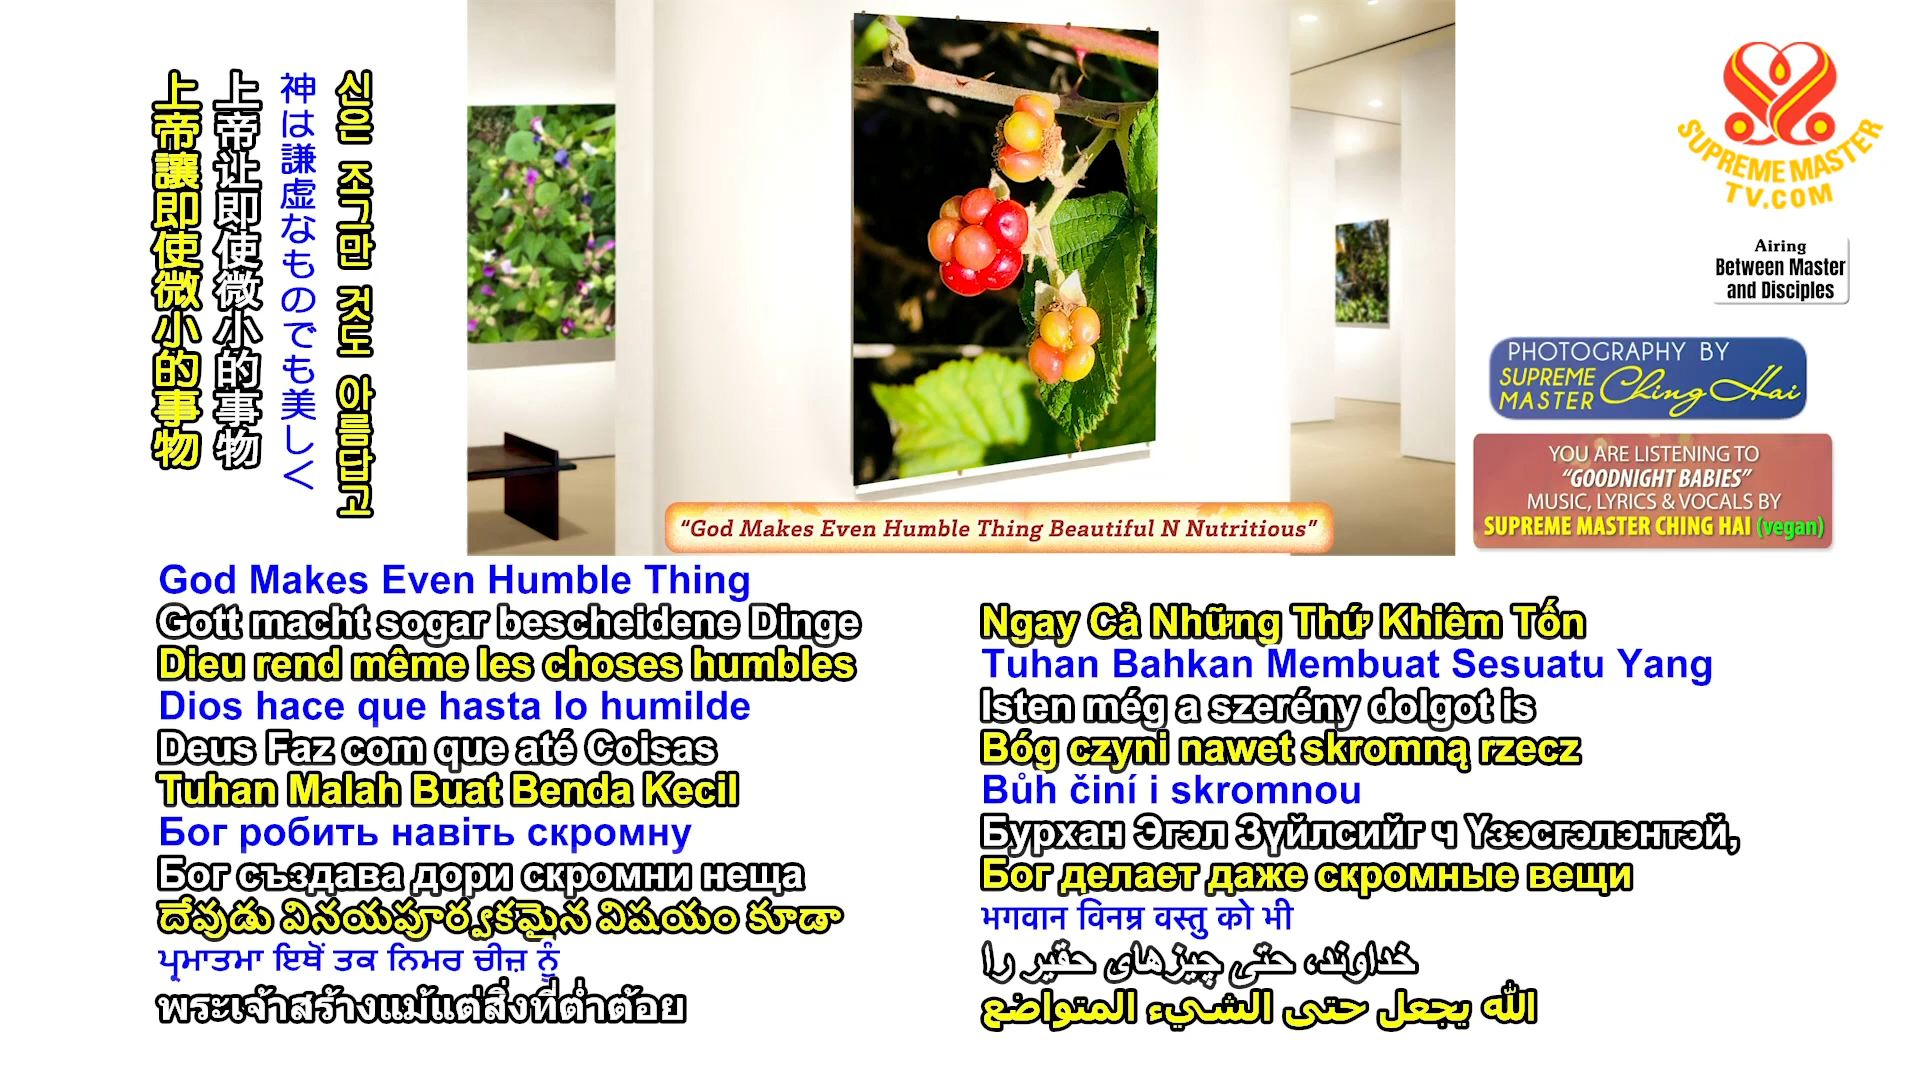 上帝讓即使微小的事物
上帝让即使微小的事物
神は謙虚なものでも美しく
신은 조그만 것도 아름답고
SUPREME MASTER
TV.COM
Airing
Between Master
and Disciples
PHOTOGRAPHY BY
SUPREME
MASTER
Ching Hai
YOU ARE LISTENING TO
“GOODNIGHT BABIES”
MUSIC, LYRICS & VOCALS BY
SUPREME MASTER CHING HAI (vegan)
“God Makes Even Humble Thing Beautiful N Nutritious”
God Makes Even Humble Thing
Gott macht sogar bescheidene Dinge
Dieu rend même les choses humbles
Dios hace que hasta lo humilde
Deus Faz com que até Coisas
Tuhan Malah Buat Benda Kecil
Бог робить навіть скромну
Бог създава дори скромни неща
దేవుడు వినయపూర్వకమైన విషయం కూడా
ਪ੍ਰਮਾਤਮਾ ਇਥੋਂ ਤਕ ਨਿਮਰ ਚੀਜ਼ ਨੂੰ
พระเจ้าสร้างแม้แต่สิ่งที่ต่ำต้อย
Ngay Cả Những Thứ Khiêm Tốn
Tuhan Bahkan Membuat Sesuatu Yang
Isten még a szerény dolgot is
Bóg czyni nawet skromną rzecz
Bůh činí i skromnou
Бурхан Эгэл Зүйлсийг ч Үзэсгэлэнтэй,
Бог делает даже скромные вещи
भगवान विनम्र वस्तु को भी
خداوند، حتی چیزهای حقیر را
الله يجعل حتى الشيء المتواضع